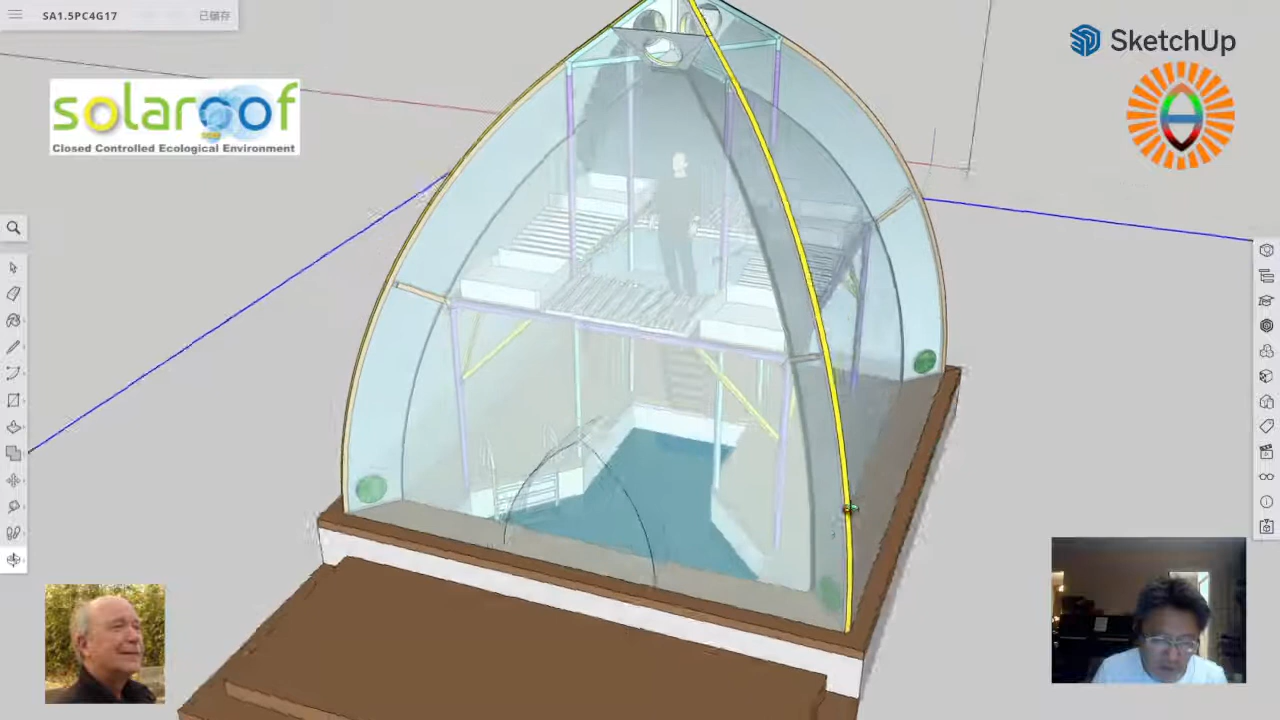 SA1.5PC4G17
已儲存
SketchUp
solaroof
Closed Controlled Ecological Environment